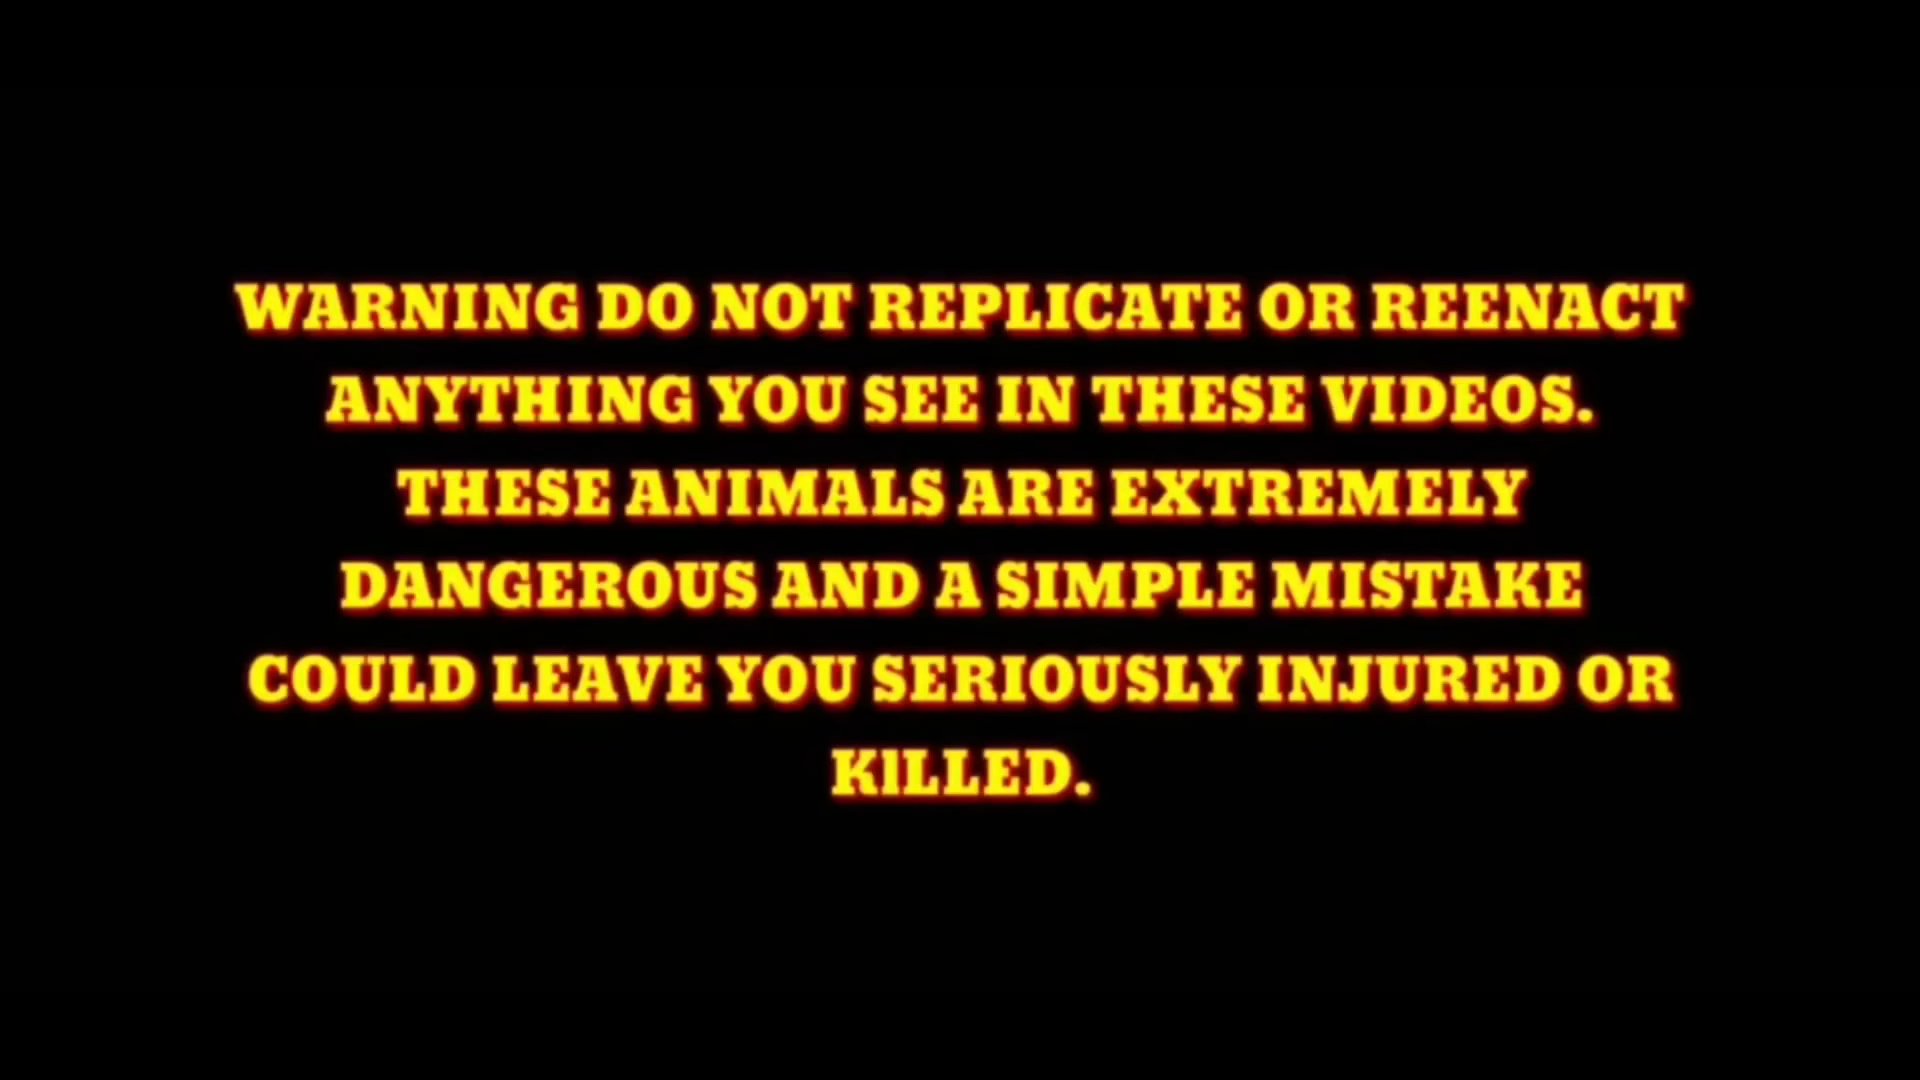 WARNING DO NOT REPLICATE OR REENACT
ANYTHING YOU SEE IN THESE VIDEOS.
THESE ANIMALS ARE EXTREMELY
DANGEROUS AND A SIMPLE MISTAKE
COULD LEAVE YOU SERIOUSLY INJURED OR
KILLED.